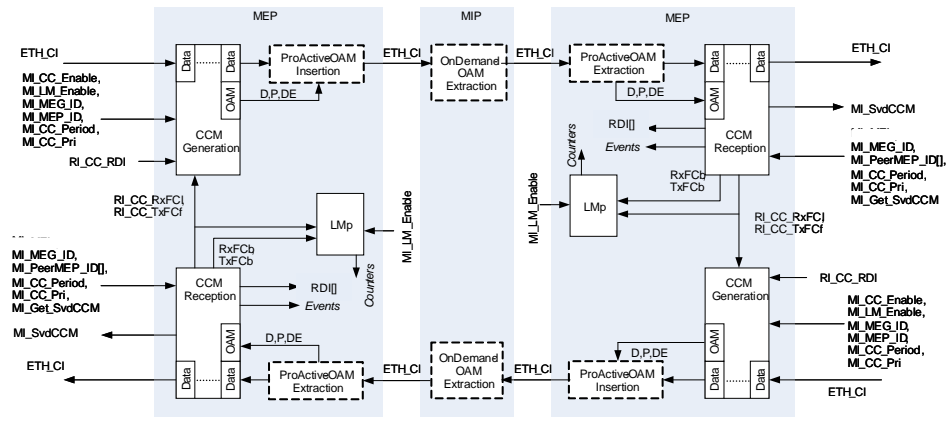 MEP
MIP
MEP
ETH_CI
Data
Data
ProActiveOAM
Insertion
ETH_CI
OnDemand
OAM
Extraction
ETH_CI
ProActiveOAM
Extraction
Data
Data
ETH_CI
MI_CC_Enable,
MI_LM_Enable,
MI_MEG_ID,
MI_MEP_ID,
MI_CC_Period,
MI_CC_Pri
OAM
D,P,DE
CCM
Generation
RI_CC_RDI
D,P,DE
OAM
MI_SvdCCM
RDI[]
Events
CCM
Reception
MI_MEG_ID,
MI_PeerMEP_ID[],
MI_CC_Period,
MI_CC_Pri,
MI_Get_SvdCCM
Counters
RxFCb
TxFCb
RI_CC_RxFCl
RI_CC_TxFCf
LMp
MI_LM_Enable
MI_LM_Enable
LMp
RI_CC_RxFCl
RI_CC_TxFCf
RxFCb
TxFCb
Counters
MI_MEG_ID,
MI_PeerMEP_ID[],
MI_CC_Period,
MI_CC_Pri,
MI_Get_SvdCCM
CCM
Reception
RDI[]
Events
CCM
Generation
RI_CC_RDI
MI_CC_Enable,
MI_LM_Enable,
MI_MEG_ID,
MI_MEP_ID,
MI_CC_Period,
MI_CC_Pri
MI_SvdCCM
OAM
D,P,DE
D,P,DE
OAM
ETH_CI
Data
Data
ProActiveOAM
Extraction
ETH_CI
OnDemand
OAM
Extraction
ETH_CI
ProActiveOAM
Insertion
Data
Data
ETH_CI